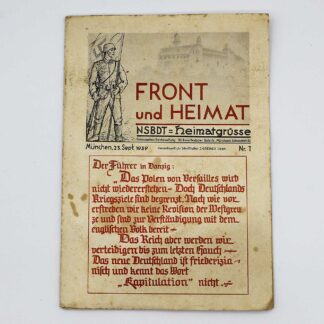 FRONT
und HEIMAT
NSBDT = Heimatgrüsse
München, 23. Sept. 1939
Nr. 1
Der Führer in Danzig:
„Das Polen von Versailles wird
nicht wiedererstehen – Doch Deutschlands
Kriegsziele sind begrenzt. Nach wie vor
erstreben wir keine Revision der Westgren=
ze und sind zur Verständigung mit dem
englischen Volk bereit –
Das Reich aber werden wir
verteidigen bis zum letzten Hauch –
Das neue Deutschland ist friderizia=
nisch und kennt das Wort
„Kapitulation" nicht. –